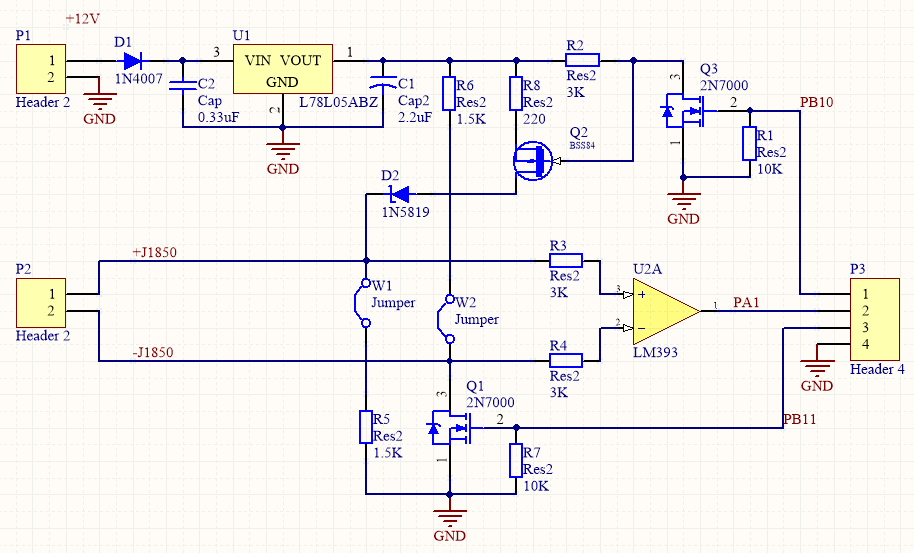 +12V
P1
1
2
Header 2
D1
1N4007
GND
C2
Cap
0.33uF
3
U1
VIN VOUT
GND
L78L05ABZ
1
2
GND
C1
Cap2
2.2uF
R6
Res2
1.5K
R8
Res2
220
R2
Res2
3K
Q2
BSS84
Q3
2N7000
3
2
1
GND
R1
Res2
10K
PB10
D2
1N5819
P2
1
2
Header 2
+J1850
-J1850
W1
Jumper
W2
Jumper
R3
Res2
3K
R4
Res2
3K
U2A
3
+
2
−
1
LM393
PA1
P3
1
2
3
4
Header 4
GND
PB11
R5
Res2
1.5K
Q1
2N7000
3
2
1
R7
Res2
10K
GND